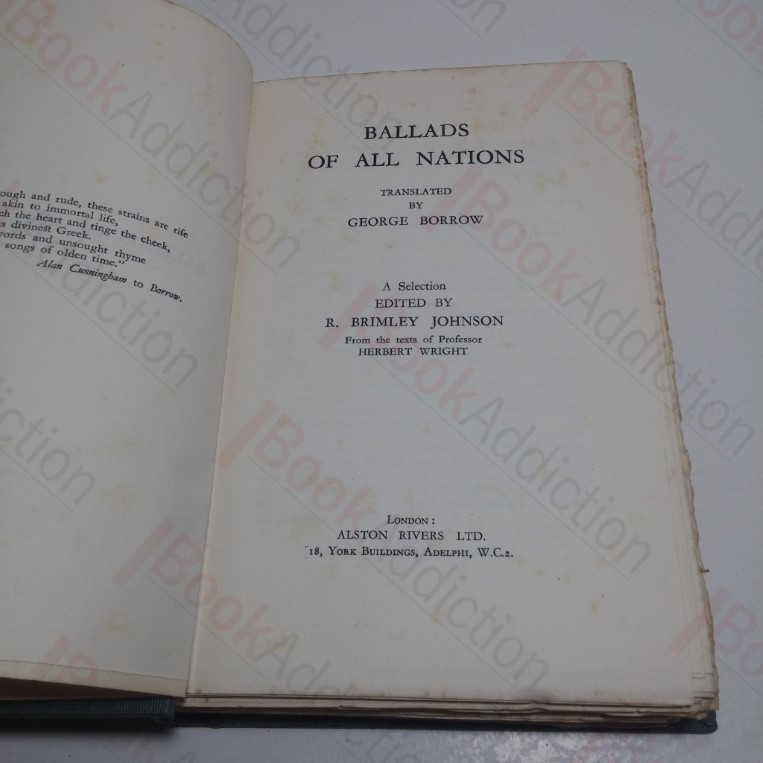 ough and rude, these strains are rife
akin to immortal life,
ch the heart and tinge the cheek,
s divinest Greek.
words and unsought thyme
songs of olden time."
Alan Cunningham to Borrow.
BALLADS
OF ALL NATIONS
TRANSLATED
BY
GEORGE BORROW
A Selection
EDITED BY
R. BRIMLEY JOHNSON
From the texts of Professor
HERBERT WRIGHT
LONDON:
ALSTON RIVERS LTD.
18, YORK BUILDINGS, ADELPHI, W.C.2.
BookAddiction